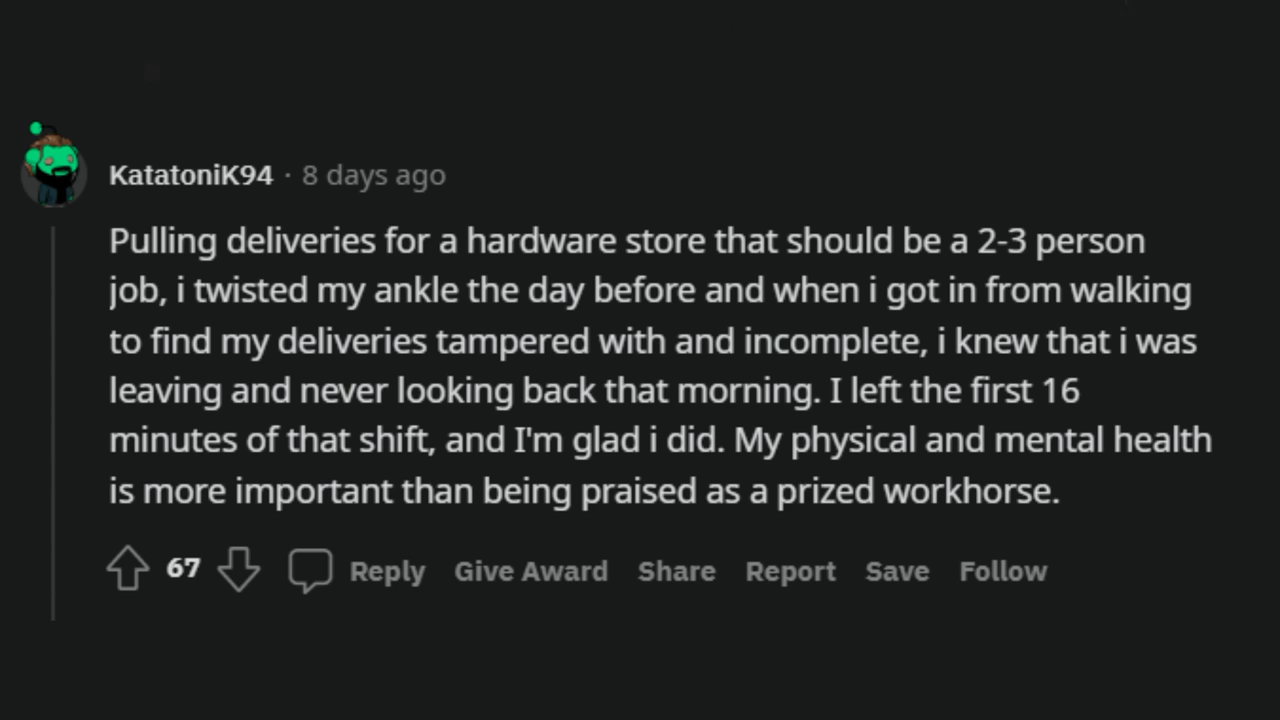 KatatoniK94 · 8 days ago
Pulling deliveries for a hardware store that should be a 2-3 person
job, i twisted my ankle the day before and when i got in from walking
to find my deliveries tampered with and incomplete, i knew that i was
leaving and never looking back that morning. I left the first 16
minutes of that shift, and I'm glad i did. My physical and mental health
is more important than being praised as a prized workhorse.
67 Reply Give Award Share Report Save Follow